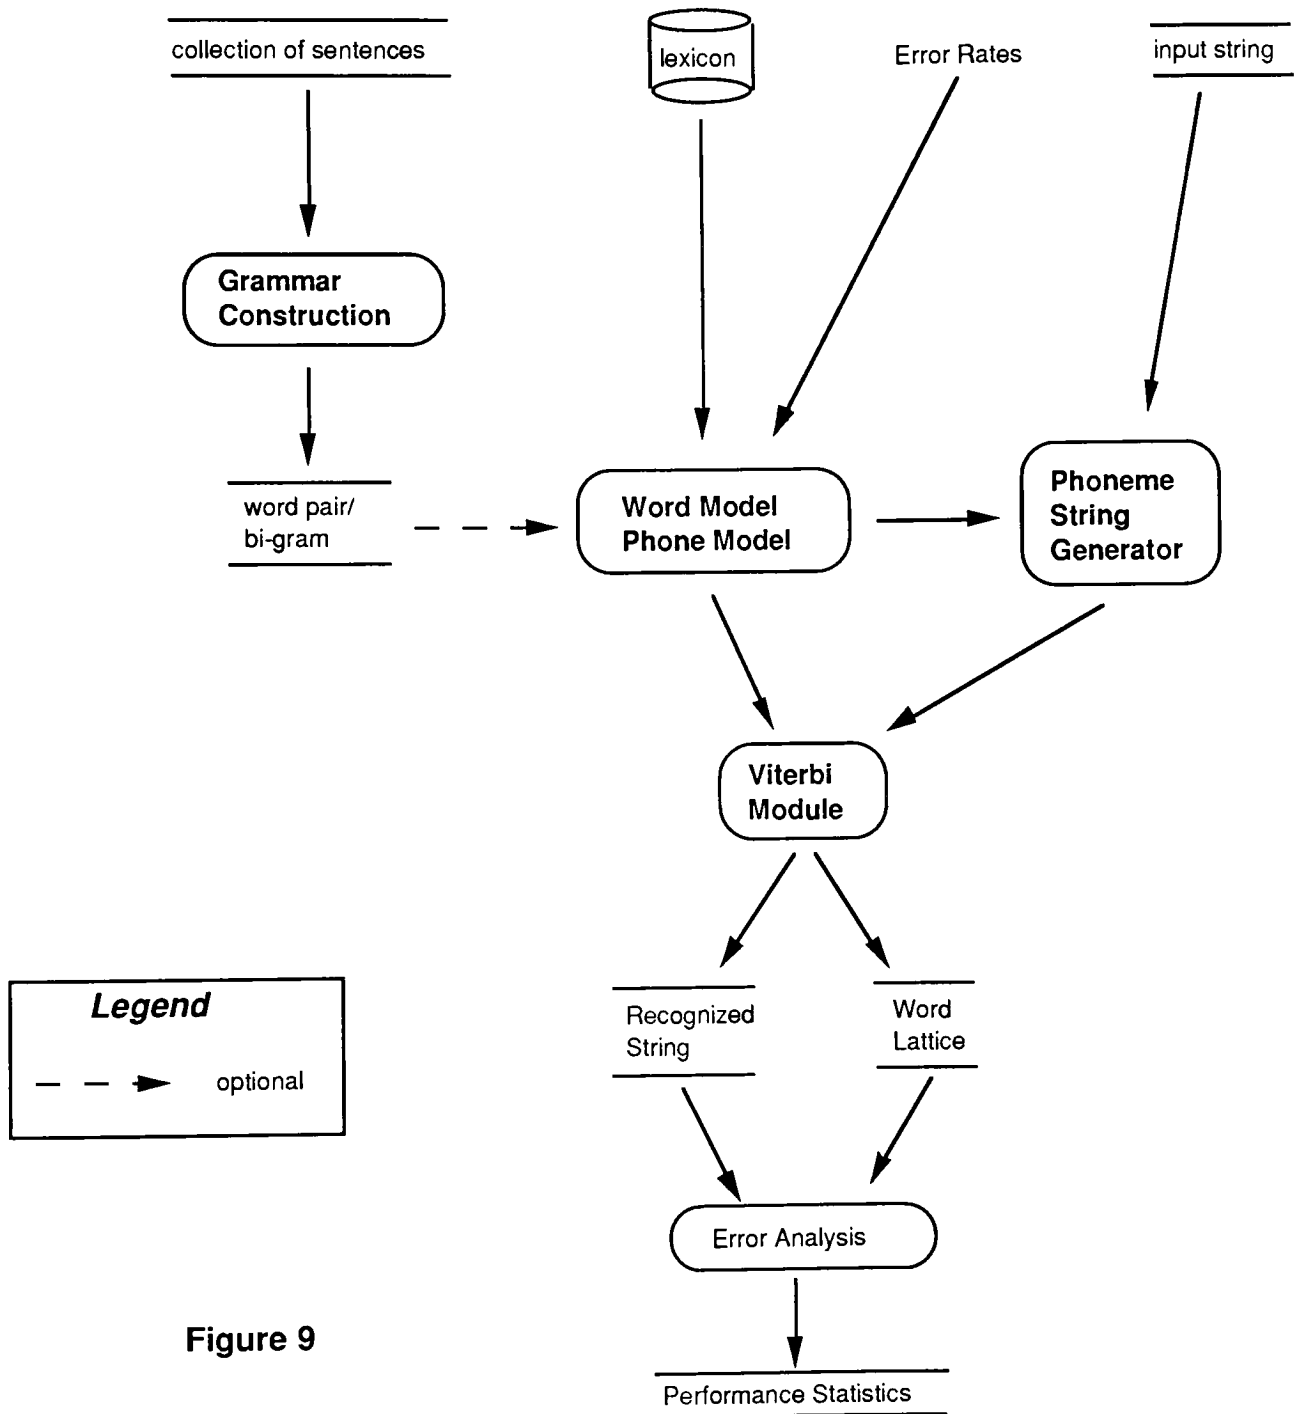 collection of sentences
lexicon
Error Rates
input string
Grammar
Construction
word pair/
bi-gram
Word Model
Phone Model
Phoneme
String
Generator
Viterbi
Module
Legend
optional
Recognized
String
Word
Lattice
Error Analysis
Figure 9
Performance Statistics